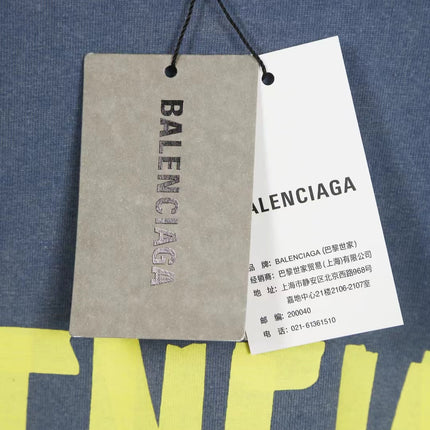 BALENCIAGA
ALENCIAGA
品 牌: BALENCIAGA (巴黎世家)
经销商: 巴黎世家贸易(上海)有限公司
地 址: 上海市静安区北京西路968号
嘉地中心21楼2106-2107室
邮 编: 200040
电 话: 021-61361510